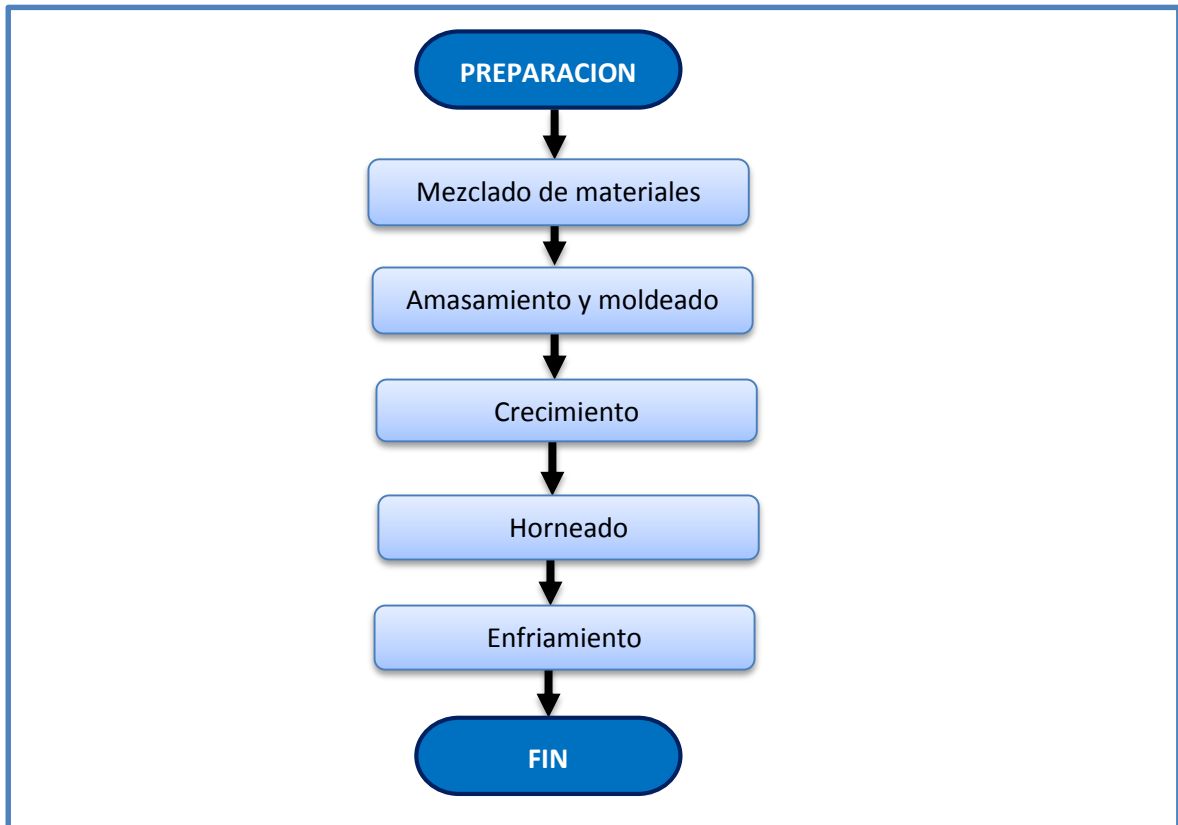 PREPARACION
Mezclado de materiales
Amasamiento y moldeado
Crecimiento
Horneado
Enfriamiento
FIN